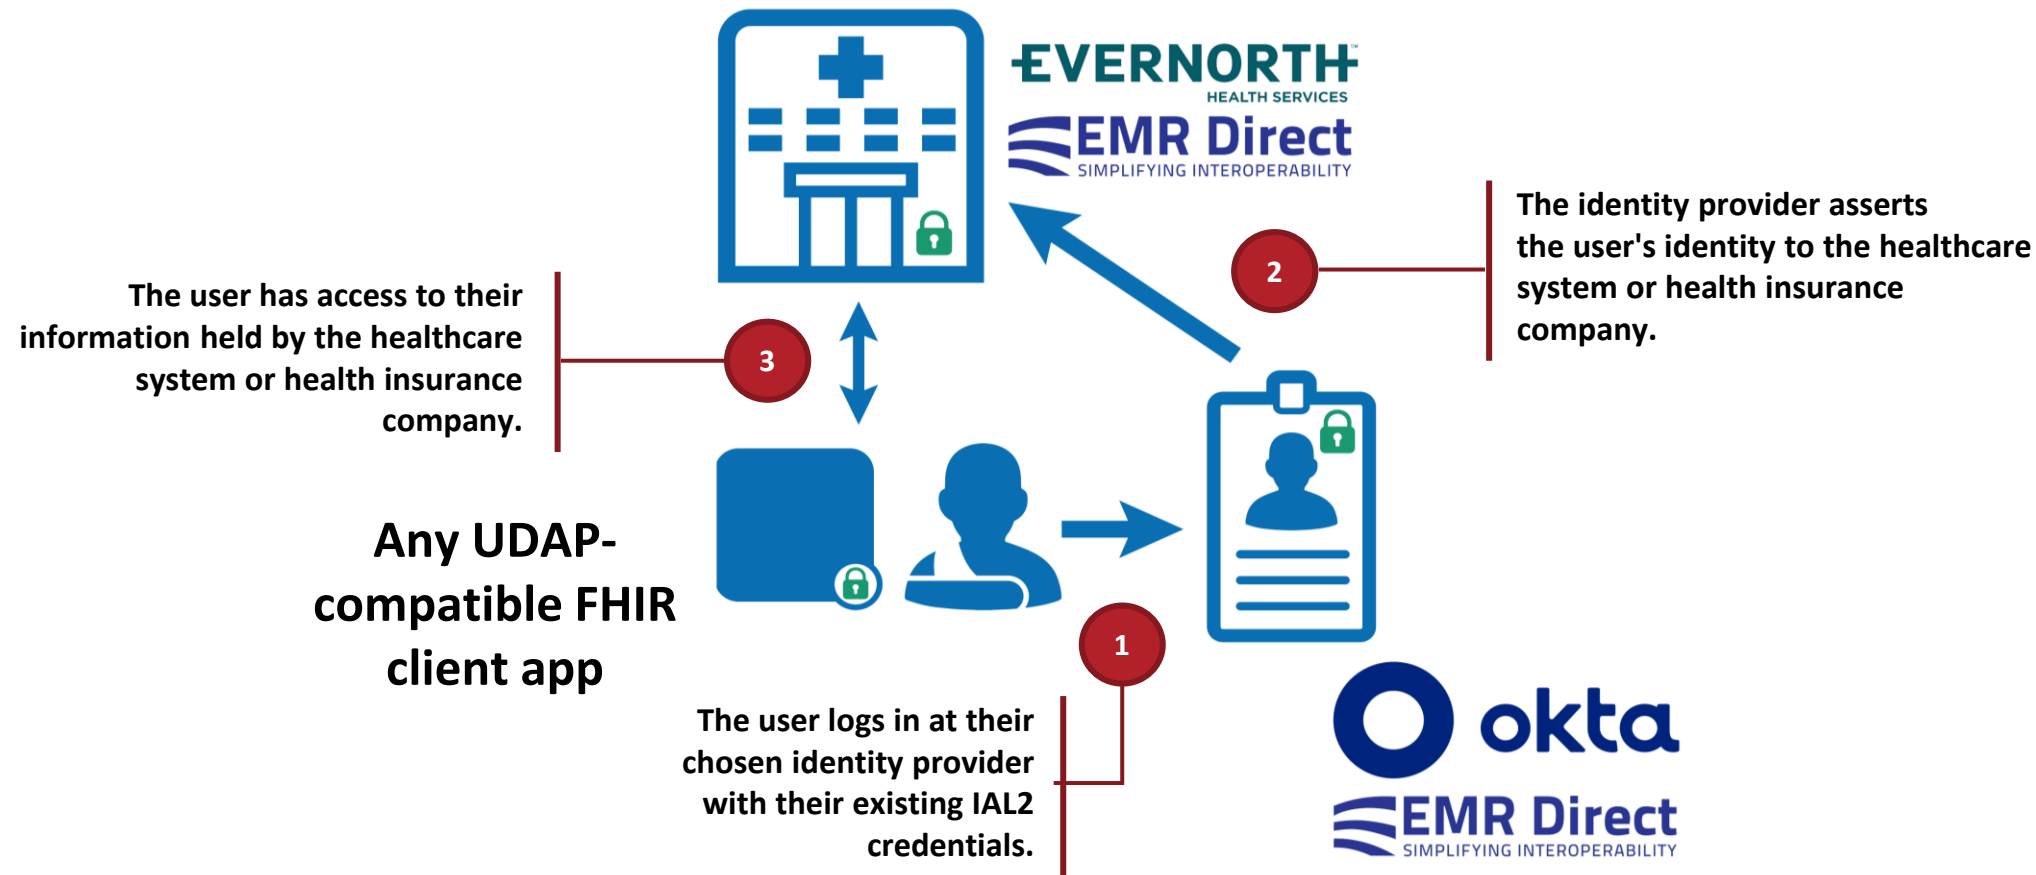 EVERNORTH
HEALTH SERVICES
EMR Direct
SIMPLIFYING INTEROPERABILITY
The identity provider asserts
the user's identity to the healthcare
system or health insurance
company.
2
The user has access to their
information held by the healthcare
system or health insurance
company.
3
Any UDAP-
compatible FHIR
client app
1
The user logs in at their
chosen identity provider
with their existing IAL2
credentials.
okta
EMR Direct
SIMPLIFYING INTEROPERABILITY